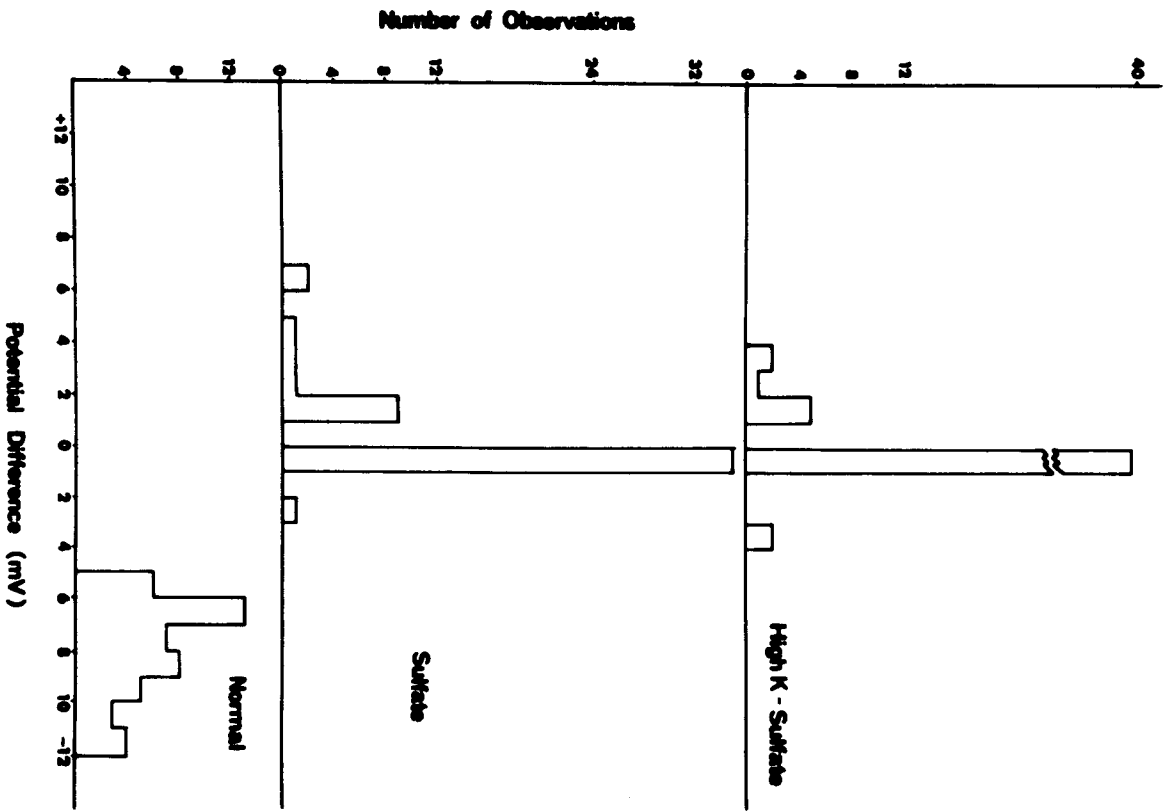 Number of Observations
40
12
8
4
0
High K - Sulfate
32
24
12
8
4
0
Sulfate
12
8
4
Normal
+12 10 8 6 4 2 0 2 4 6 8 10 -12
Potential Difference (mV)